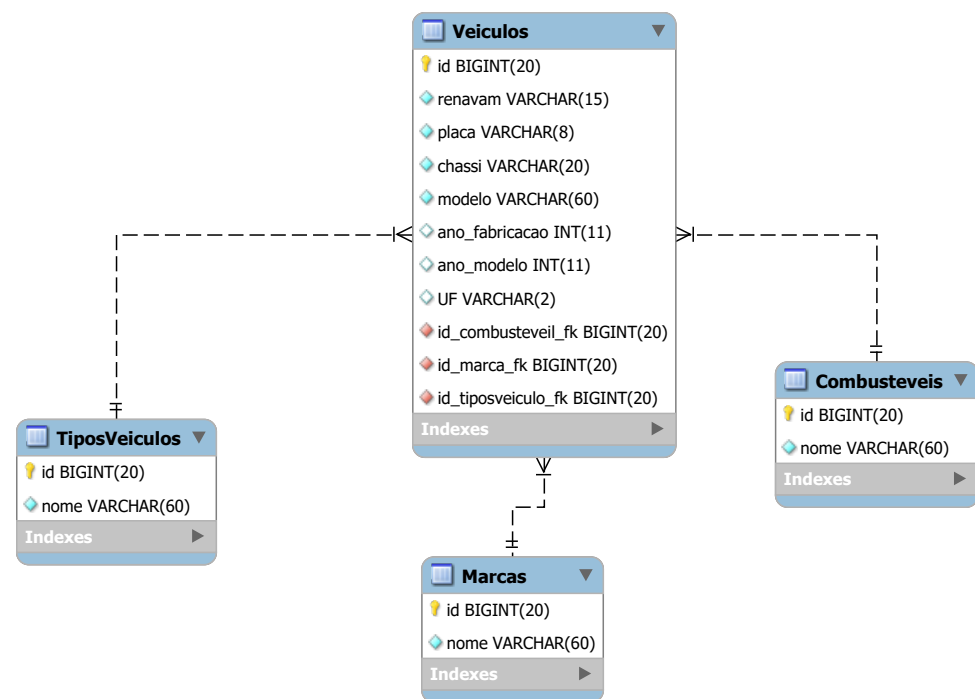 Veiculos
id BIGINT(20)
renavam VARCHAR(15)
placa VARCHAR(8)
chassi VARCHAR(20)
modelo VARCHAR(60)
ano_fabricacao INT(11)
ano_modelo INT(11)
UF VARCHAR(2)
id_combusteveil_fk BIGINT(20)
id_marca_fk BIGINT(20)
id_tiposveiculo_fk BIGINT(20)
Indexes
TiposVeiculos
id BIGINT(20)
nome VARCHAR(60)
Indexes
Combusteveis
id BIGINT(20)
nome VARCHAR(60)
Indexes
Marcas
id BIGINT(20)
nome VARCHAR(60)
Indexes